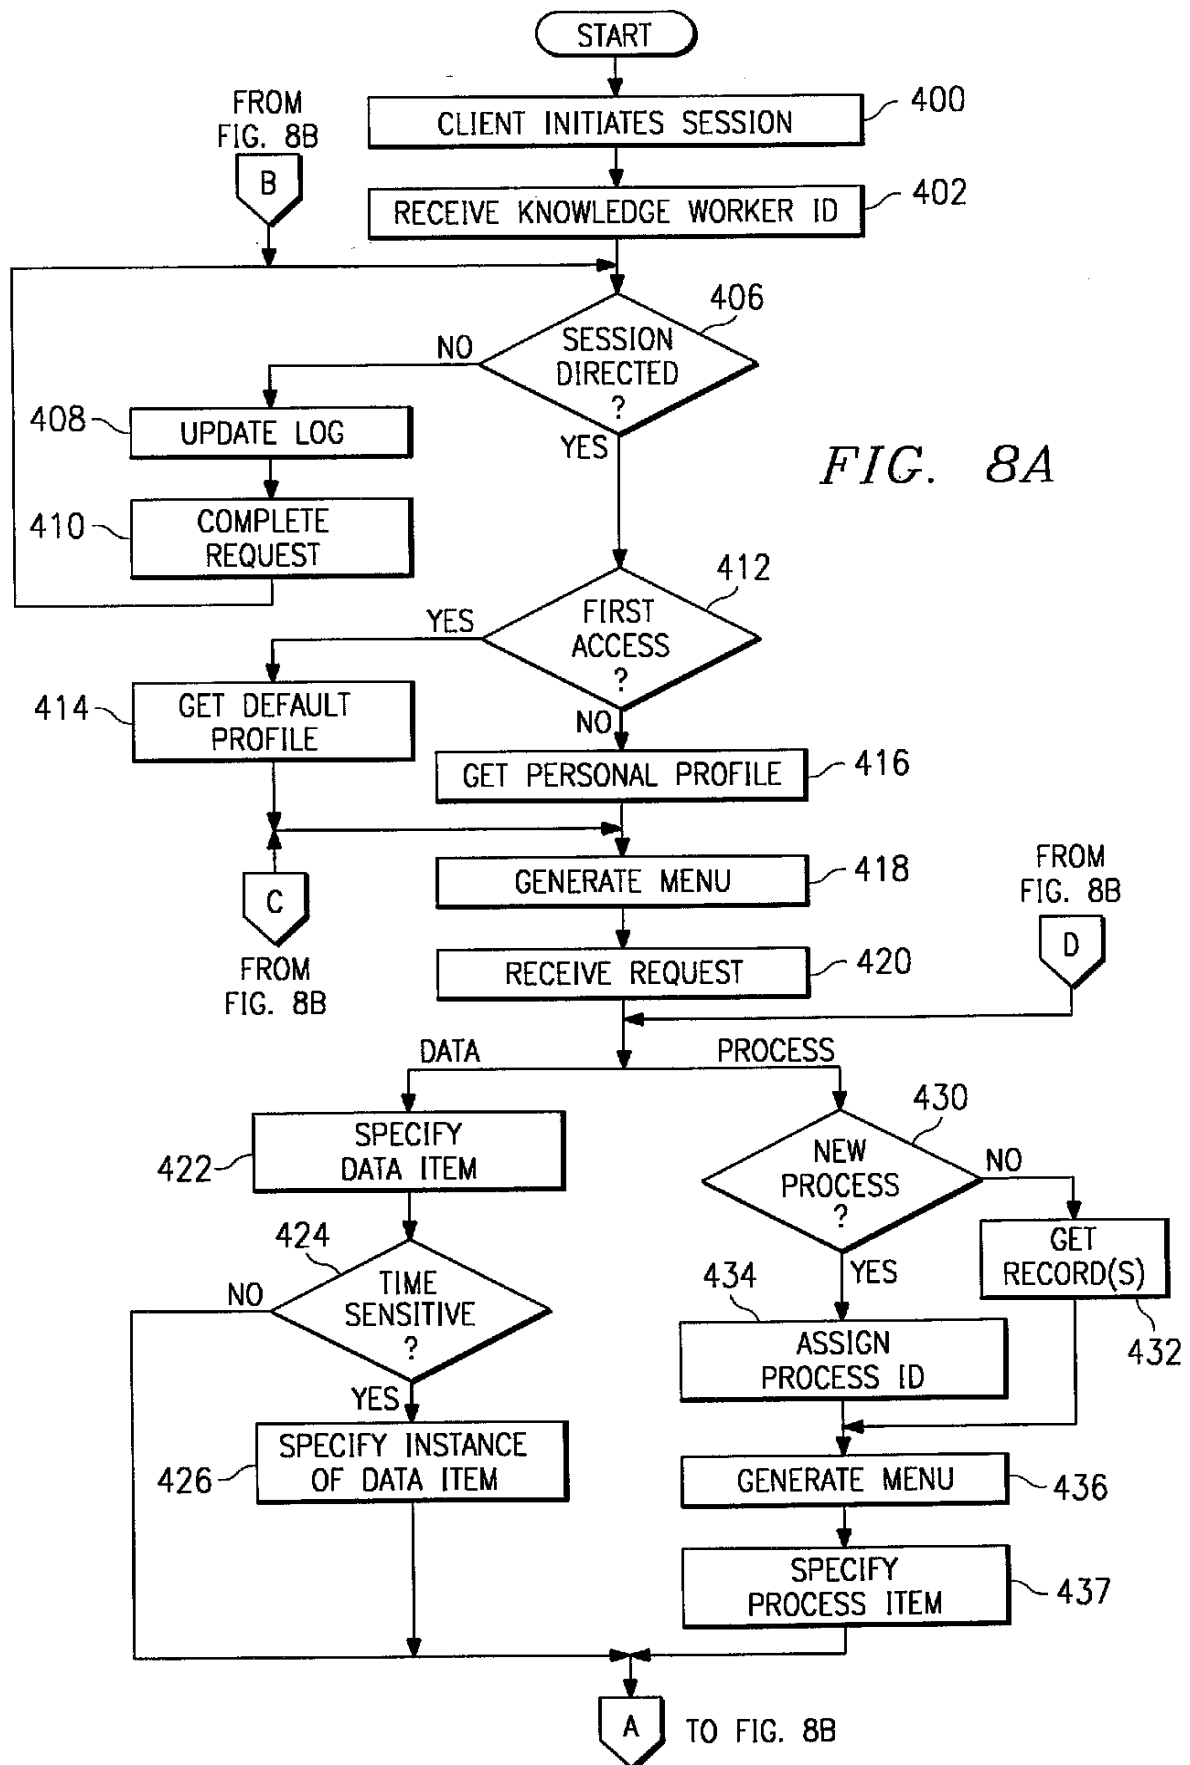 START
CLIENT INITIATES SESSION
400
FROM
FIG. 8B
B
RECEIVE KNOWLEDGE WORKER ID
402
406
SESSION
DIRECTED
?
NO
YES
408
UPDATE LOG
FIG. 8A
410
COMPLETE
REQUEST
412
FIRST
ACCESS
?
YES
NO
414
GET DEFAULT
PROFILE
GET PERSONAL PROFILE
416
GENERATE MENU
418
C
FROM
FIG. 8B
FROM
FIG. 8B
D
RECEIVE REQUEST
420
DATA
PROCESS
422
SPECIFY
DATA ITEM
430
NEW
PROCESS
?
NO
YES
GET
RECORD(S)
432
424
TIME
SENSITIVE
?
NO
YES
434
ASSIGN
PROCESS ID
426
SPECIFY INSTANCE
OF DATA ITEM
GENERATE MENU
436
SPECIFY
PROCESS ITEM
437
A
TO FIG. 8B